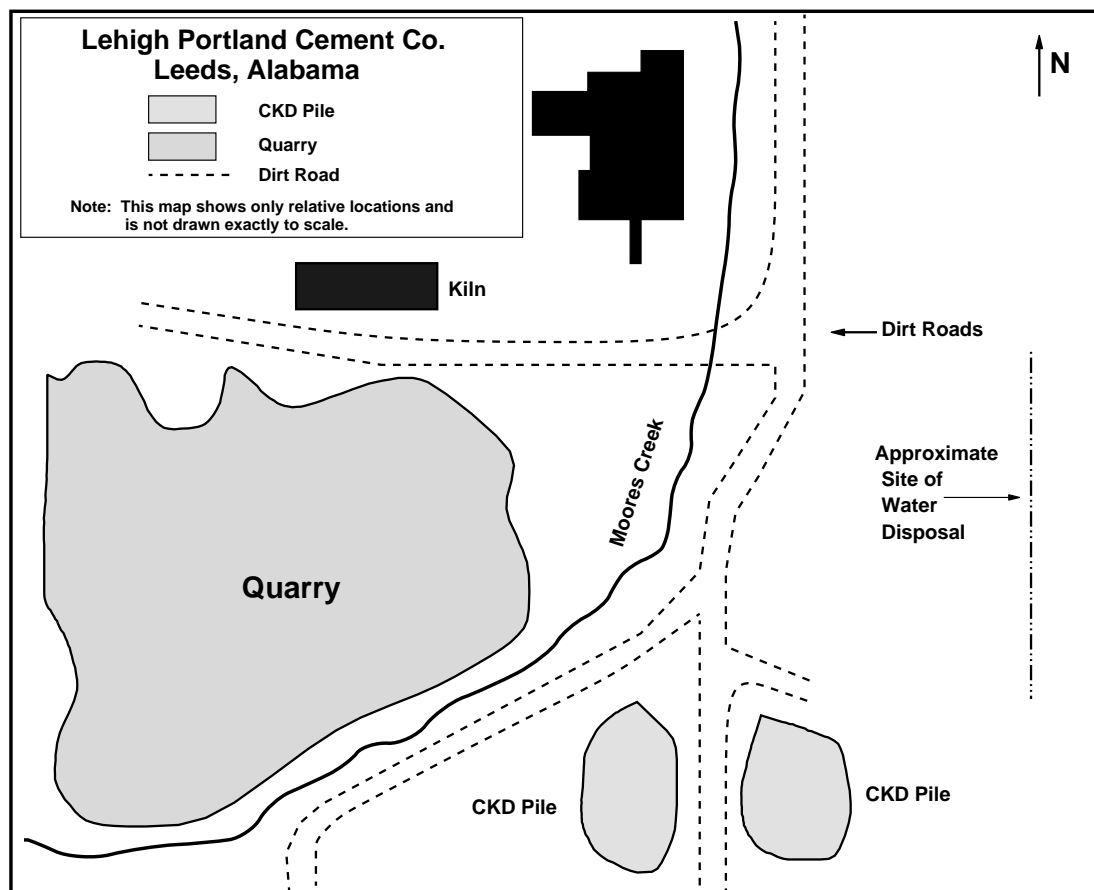 Lehigh Portland Cement Co.
Leeds, Alabama
CKD Pile
Quarry
Dirt Road
Note: This map shows only relative locations and
is not drawn exactly to scale.
N
Kiln
Dirt Roads
Moores Creek
Approximate
Site of
Water
Disposal
Quarry
CKD Pile
CKD Pile